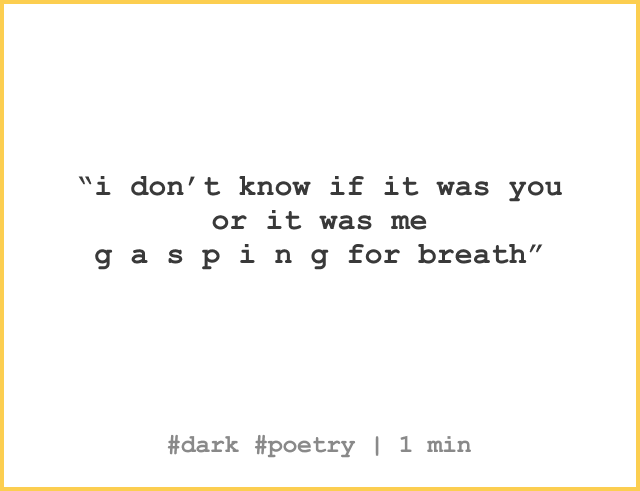 “i don’t know if it was you
or it was me
g a s p i n g for breath”
#dark #poetry | 1 min